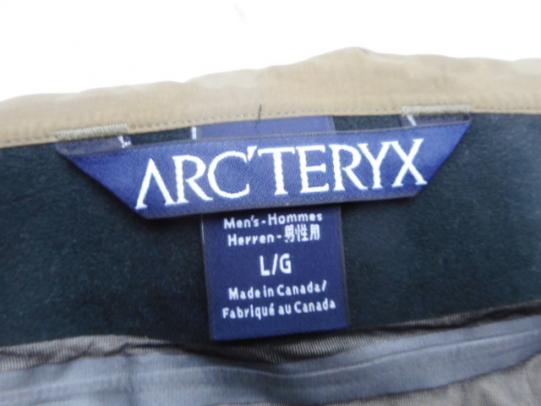 ARC'TERYX
Men's-Hommes
Herren-男性用
L/G
Made in Canada/
Fabriqué au Canada